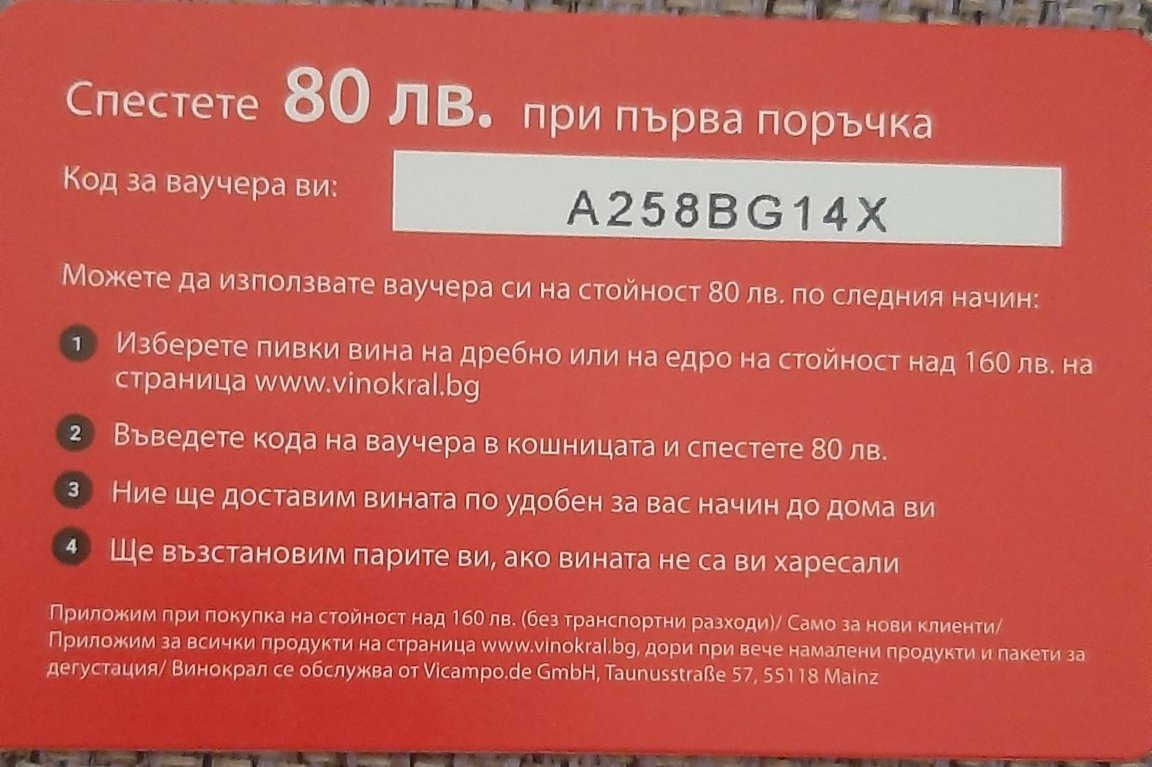 Спестете 80 лв. при първа поръчка
Код за ваучера ви: A258BG14X
Можете да използвате ваучера си на стойност 80 лв. по следния начин:
1 Изберете пивки вина на дребно или на едро на стойност над 160 лв. на
страница www.vinokral.bg
2 Въведете кода на ваучера в кошницата и спестете 80 лв.
3 Ние ще доставим вината по удобен за вас начин до дома ви
4 Ще възстановим парите ви, ако вината не са ви харесали
Приложим при покупка на стойност над 160 лв. (без транспортни разходи)/ Само за нови клиенти/
Приложим за всички продукти на страница www.vinokral.bg, дори при вече намалени продукти и пакети за
дегустация/ Винокрал се обслужва от Vicampo.de GmbH, Taunusstraße 57, 55118 Mainz